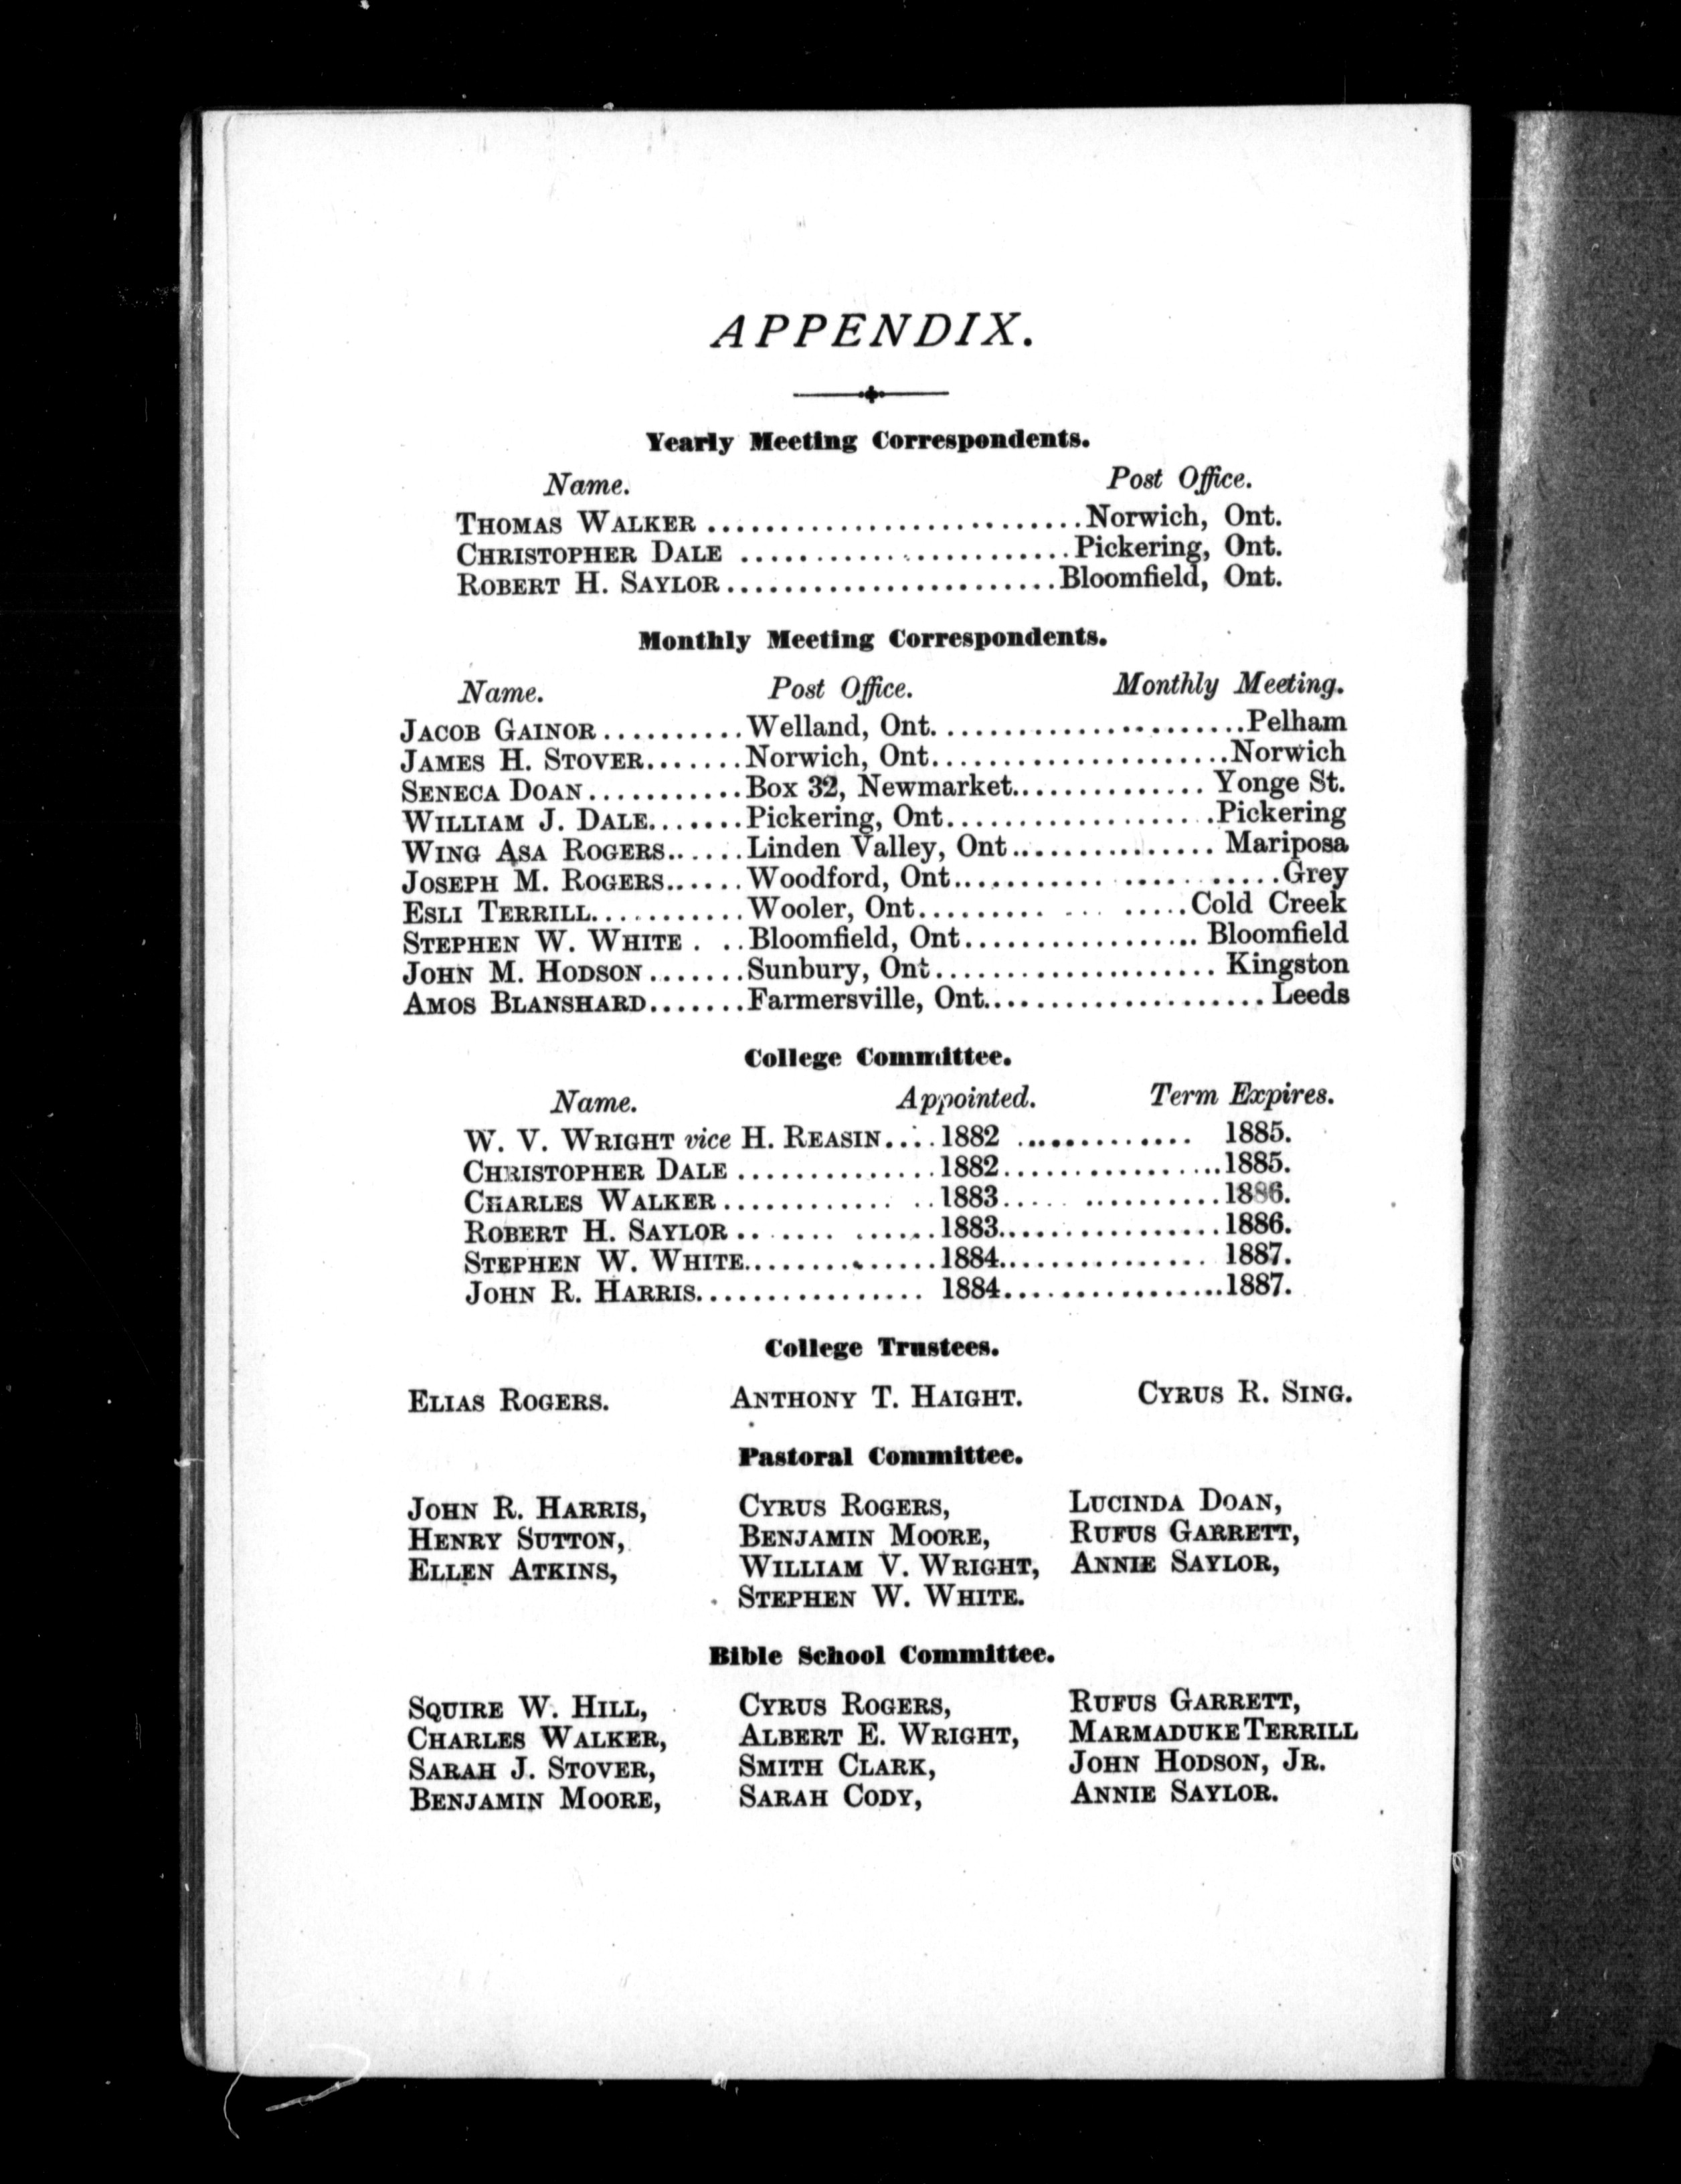 APPENDIX.
Yearly Meeting Correspondents.
Name. Post Office.
THOMAS WALKER ..........................Norwich, Ont.
CHRISTOPHER DALE .......................Pickering, Ont.
ROBERT H. SAYLOR.......................Bloomfield, Ont.
Monthly Meeting Correspondents.
Name. Post Office. Monthly Meeting.
JACOB GAINOR..........Welland, Ont......................Pelham
JAMES H. STOVER.......Norwich, Ont.....................Norwich
SENECA DOAN...........Box 32, Newmarket.............. Yonge St.
WILLIAM J. DALE.......Pickering, Ont...................Pickering
WING ASA ROGERS......Linden Valley, Ont............... Mariposa
JOSEPH M. ROGERS......Woodford, Ont........... .... .....Grey
ESLI TERRILL...........Wooler, Ont......... ... .....Cold Creek
STEPHEN W. WHITE . ..Bloomfield, Ont................. Bloomfield
JOHN M. HODSON.......Sunbury, Ont.................... Kingston
AMOS BLANSHARD.......Farmersville, Ont.................... Leeds
College Committee.
Name. Appointed. Term Expires.
W. V. WRIGHT vice H. REASIN....1882 ............. 1885.
CHRISTOPHER DALE ..............1882................1885.
CHARLES WALKER............ ..1883..... ..........1886.
ROBERT H. SAYLOR ....... ......1883................1886.
STEPHEN W. WHITE..............1884............... 1887.
JOHN R. HARRIS................ 1884................1887.
College Trustees.
ELIAS ROGERS. ANTHONY T. HAIGHT. CYRUS R. SING.
Pastoral Committee.
JOHN R. HARRIS, CYRUS ROGERS, LUCINDA DOAN,
HENRY SUTTON, BENJAMIN MOORE, RUFUS GARRETT,
ELLEN ATKINS, WILLIAM V. WRIGHT, ANNIE SAYLOR,
STEPHEN W. WHITE.
Bible School Committee.
SQUIRE W. HILL, CYRUS ROGERS, RUFUS GARRETT,
CHARLES WALKER, ALBERT E. WRIGHT, MARMADUKE TERRILL
SARAH J. STOVER, SMITH CLARK, JOHN HODSON, JR.
BENJAMIN MOORE, SARAH CODY, ANNIE SAYLOR.